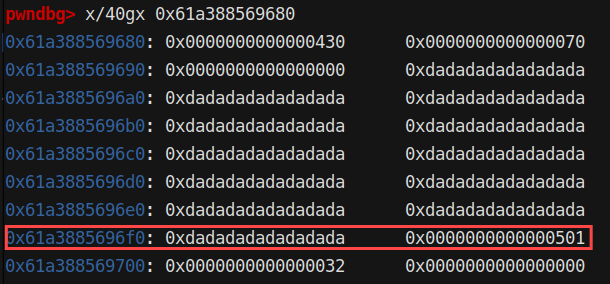 pwndbg> x/40gx 0x61a388569680
0x61a388569680: 0x0000000000000430 0x0000000000000070
0x61a388569690: 0x0000000000000000 0xdadadadadadadada
0x61a3885696a0: 0xdadadadadadadada 0xdadadadadadadada
0x61a3885696b0: 0xdadadadadadadada 0xdadadadadadadada
0x61a3885696c0: 0xdadadadadadadada 0xdadadadadadadada
0x61a3885696d0: 0xdadadadadadadada 0xdadadadadadadada
0x61a3885696e0: 0xdadadadadadadada 0xdadadadadadadada
0x61a3885696f0: 0xdadadadadadadada 0x0000000000000501
0x61a388569700: 0x0000000000000032 0x0000000000000000